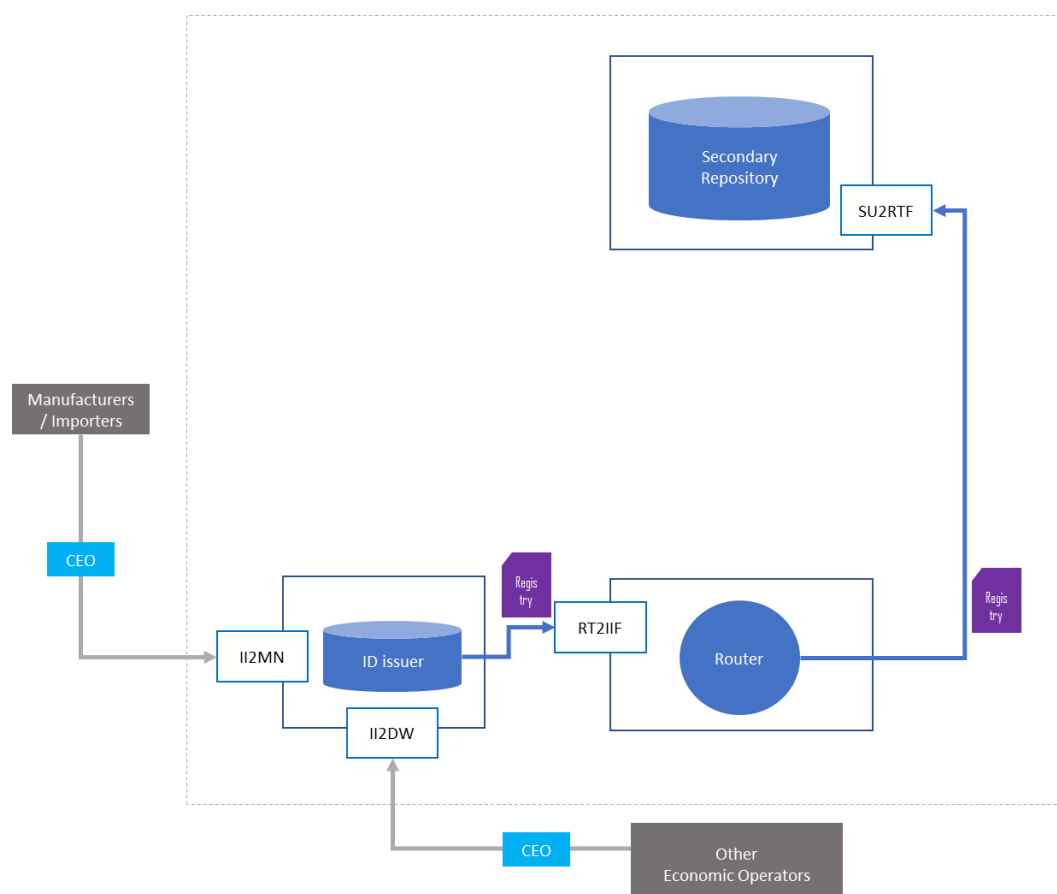 Secondary
Repository
SU2RTF
Manufacturers
/ Importers
CEO
Regis
try
Regis
try
RT2IIF
II2MN
ID issuer
Router
II2DW
CEO
Other
Economic Operators